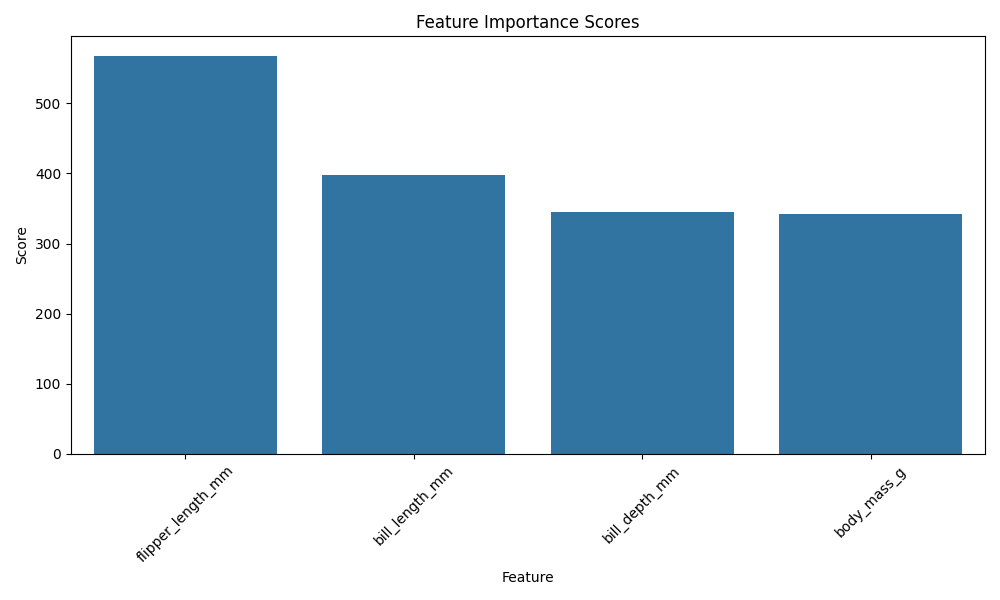 Feature Importance Scores
Score
500
400
300
200
100
0
flipper_length_mm
bill_length_mm
bill_depth_mm
body_mass_g
Feature